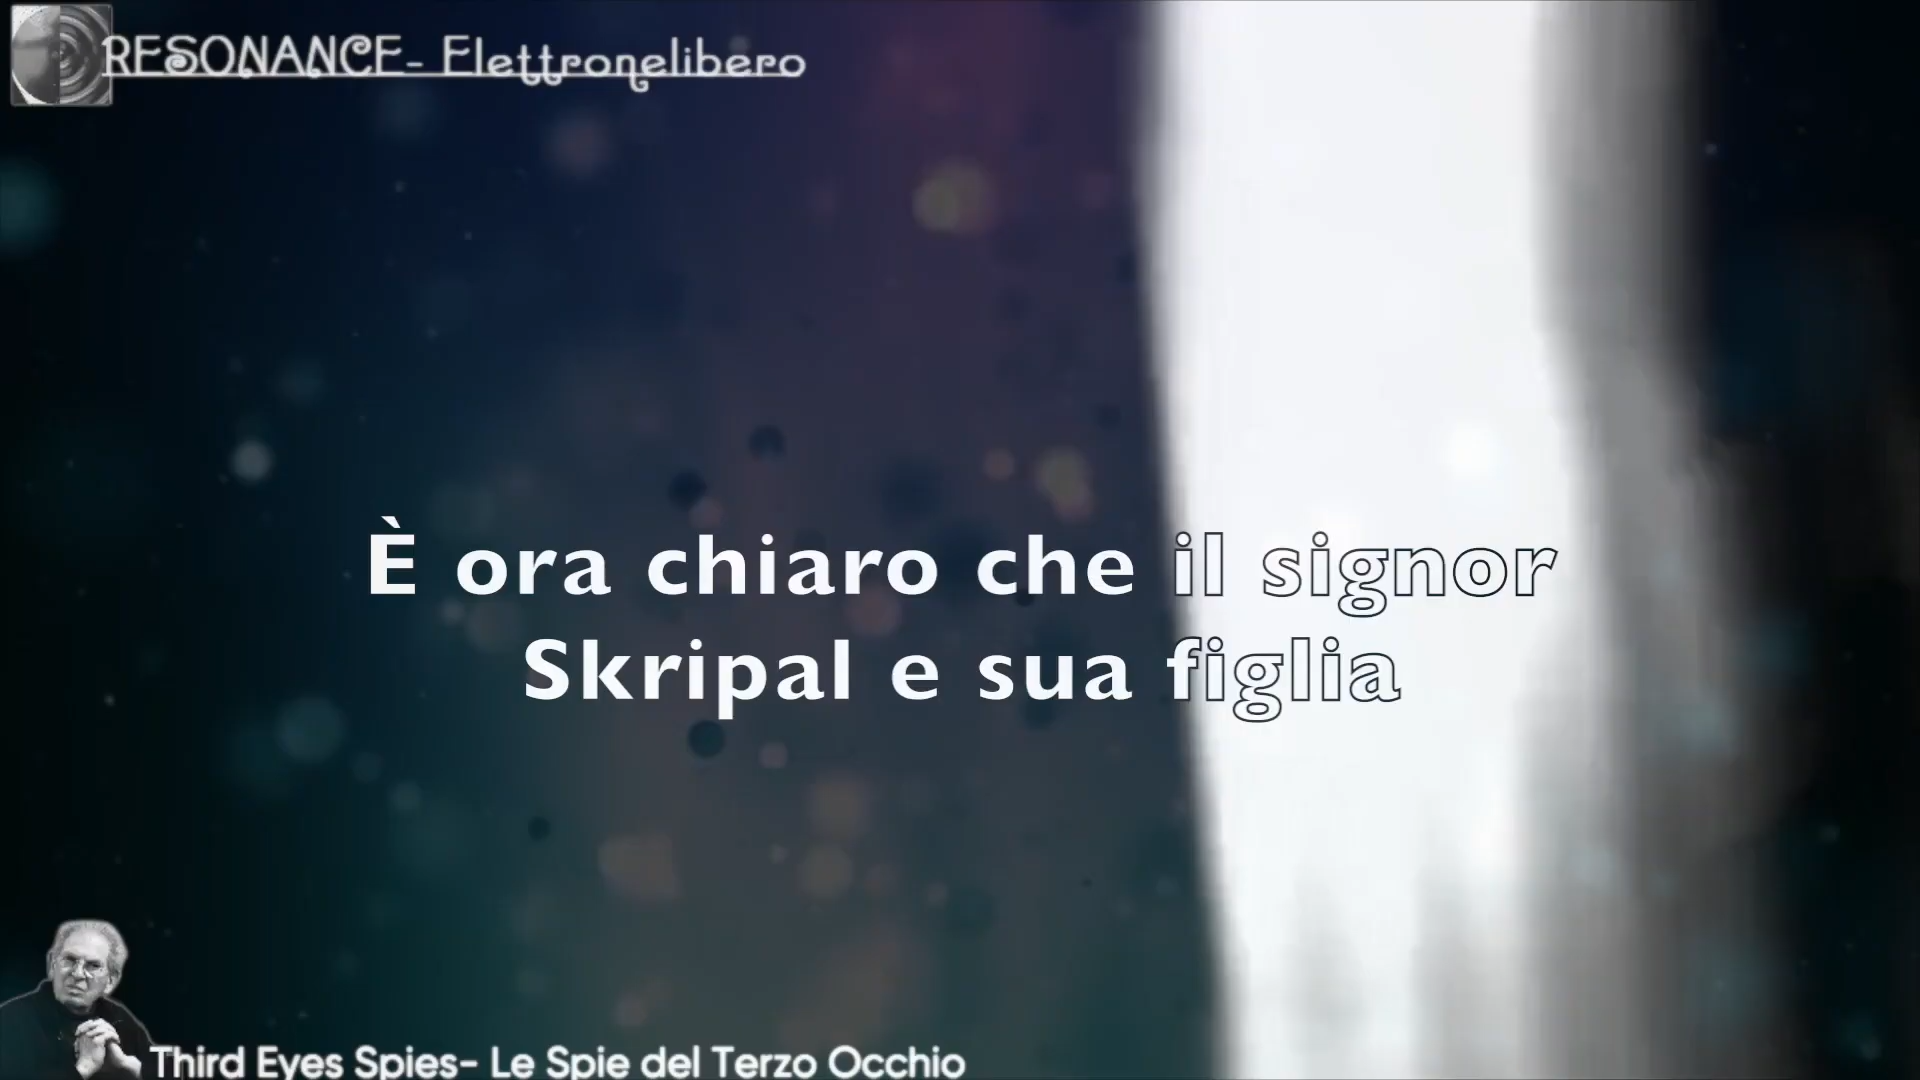 RESONANCE- Elettronelibero
È ora chiaro che il signor
Skripal e sua figlia
Third Eyes Spies- Le Spie del Terzo Occhio